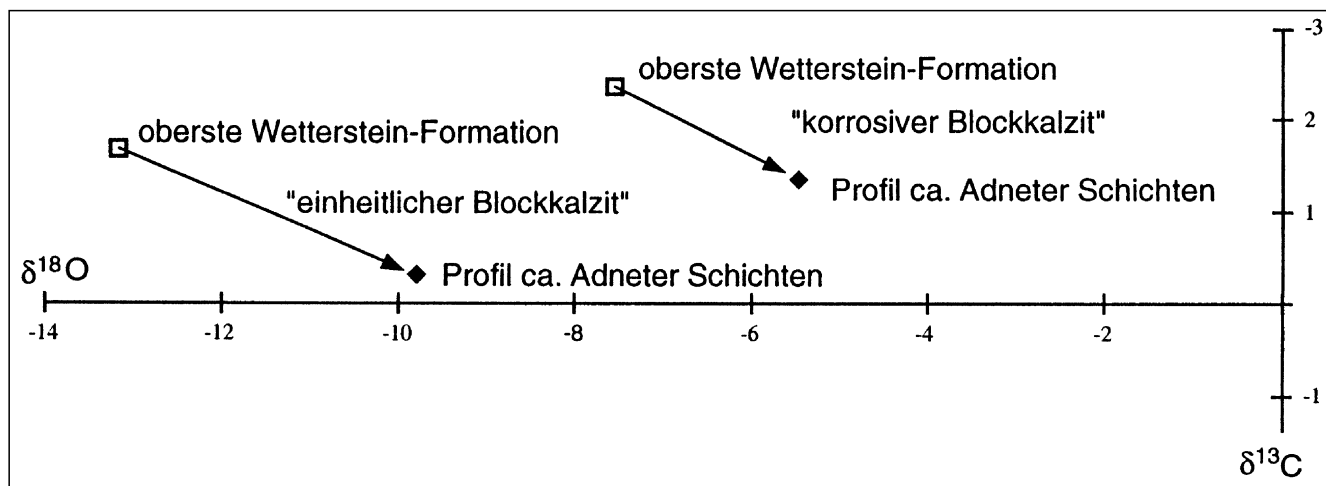 -3
oberste Wetterstein-Formation
"korrosiver Blockkalzit"
2
oberste Wetterstein-Formation
Profil ca. Adneter Schichten
"einheitlicher Blockkalzit"
1
δ¹⁸O
Profil ca. Adneter Schichten
-14 -12 -10 -8 -6 -4 -2
-1
δ¹³C